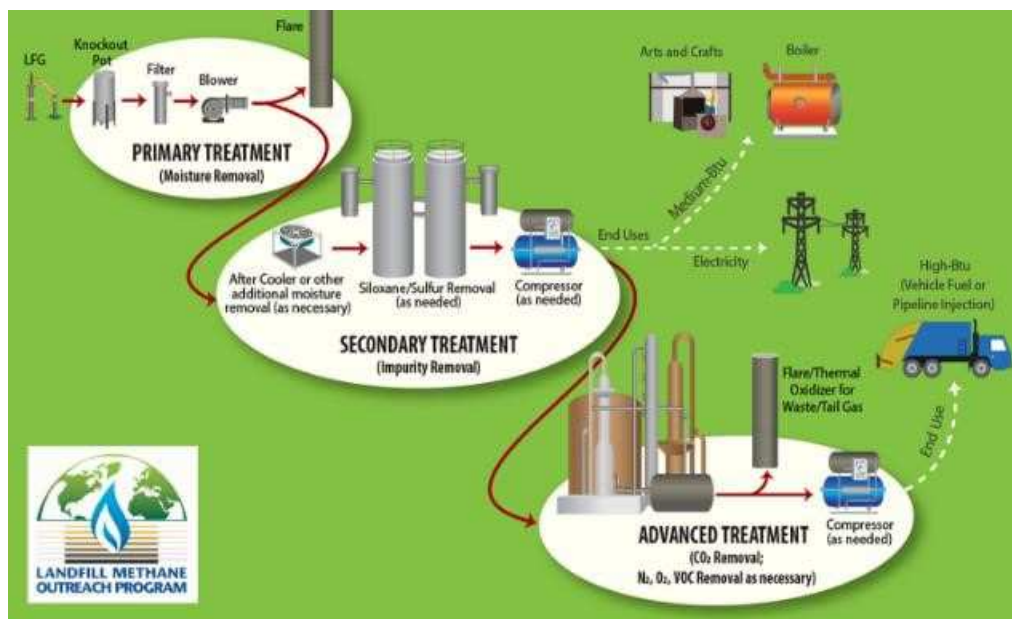 Flare
Knockout
Pot
LFG
Filter
Blower
PRIMARY TREATMENT
(Moisture Removal)
Arts and Crafts
Boiler
Medium-Btu
End Uses
Electricity
After Cooler or other
additional moisture
removal (as necessary)
Siloxane/Sulfur Removal
(as needed)
Compressor
(as needed)
SECONDARY TREATMENT
(Impurity Removal)
High-Btu
(Vehicle Fuel or
Pipeline Injection)
Flare/Thermal
Oxidizer for
Waste/Tail Gas
End Use
Compressor
(as needed)
ADVANCED TREATMENT
(CO₂ Removal;
N₂, O₂, VOC Removal as necessary)
LANDFILL METHANE
OUTREACH PROGRAM